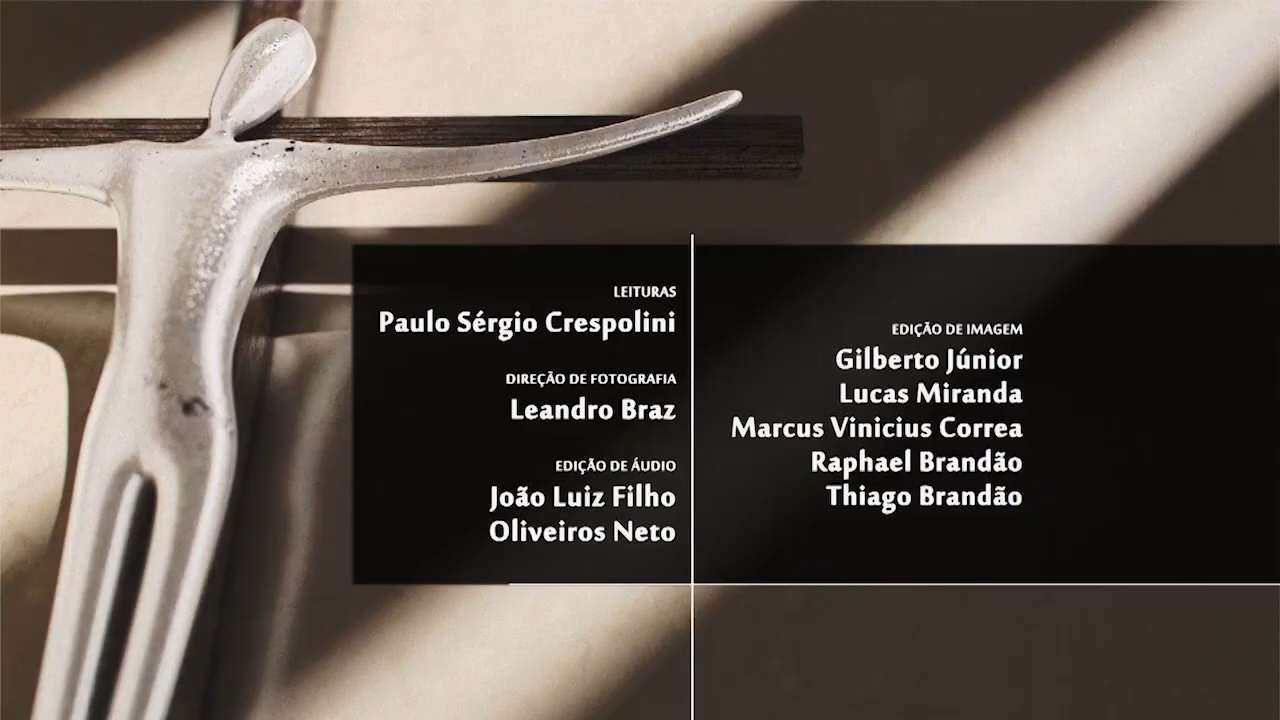 LEITURAS
Paulo Sérgio Crespolini
DIREÇÃO DE FOTOGRAFIA
Leandro Braz
EDIÇÃO DE ÁUDIO
João Luiz Filho
Oliveiros Neto
EDIÇÃO DE IMAGEM
Gilberto Júnior
Lucas Miranda
Marcus Vinicius Correa
Raphael Brandão
Thiago Brandão